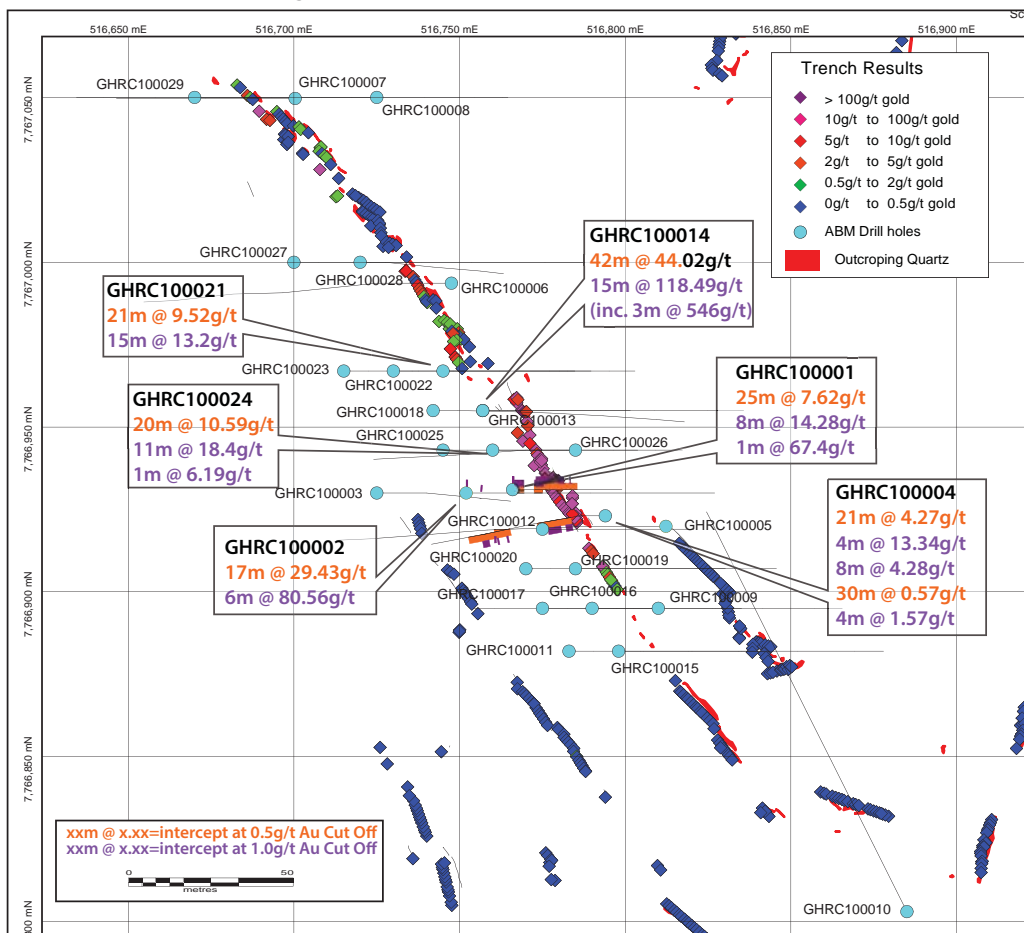 Sc
516,650 mE
516,700 mE
516,750 mE
516,800 mE
516,850 mE
516,900 mE
7,767,050 mN
7,767,000 mN
7,766,950 mN
7,766,900 mN
7,766,850 mN
00 mN
Trench Results
> 100g/t gold
10g/t to 100g/t gold
5g/t to 10g/t gold
2g/t to 5g/t gold
0.5g/t to 2g/t gold
0g/t to 0.5g/t gold
ABM Drill holes
Outcroping Quartz
GHRC100029
GHRC100007
GHRC100008
GHRC100027
GHRC100028
GHRC100006
GHRC100014
42m @ 44.02g/t
15m @ 118.49g/t
(inc. 3m @ 546g/t)
GHRC100021
21m @ 9.52g/t
15m @ 13.2g/t
GHRC100023
GHRC100022
GHRC100001
25m @ 7.62g/t
8m @ 14.28g/t
1m @ 67.4g/t
GHRC100024
20m @ 10.59g/t
11m @ 18.4g/t
1m @ 6.19g/t
GHRC100018
GHRC100013
GHRC100025
GHRC100026
GHRC100003
GHRC100004
21m @ 4.27g/t
4m @ 13.34g/t
8m @ 4.28g/t
30m @ 0.57g/t
4m @ 1.57g/t
GHRC100012
GHRC100005
GHRC100002
17m @ 29.43g/t
6m @ 80.56g/t
GHRC100020
GHRC100019
GHRC100017
GHRC100016
GHRC100009
GHRC100011
GHRC100015
xxm @ x.xx=intercept at 0.5g/t Au Cut Off
xxm @ x.xx=intercept at 1.0g/t Au Cut Off
0
50
metres
GHRC100010